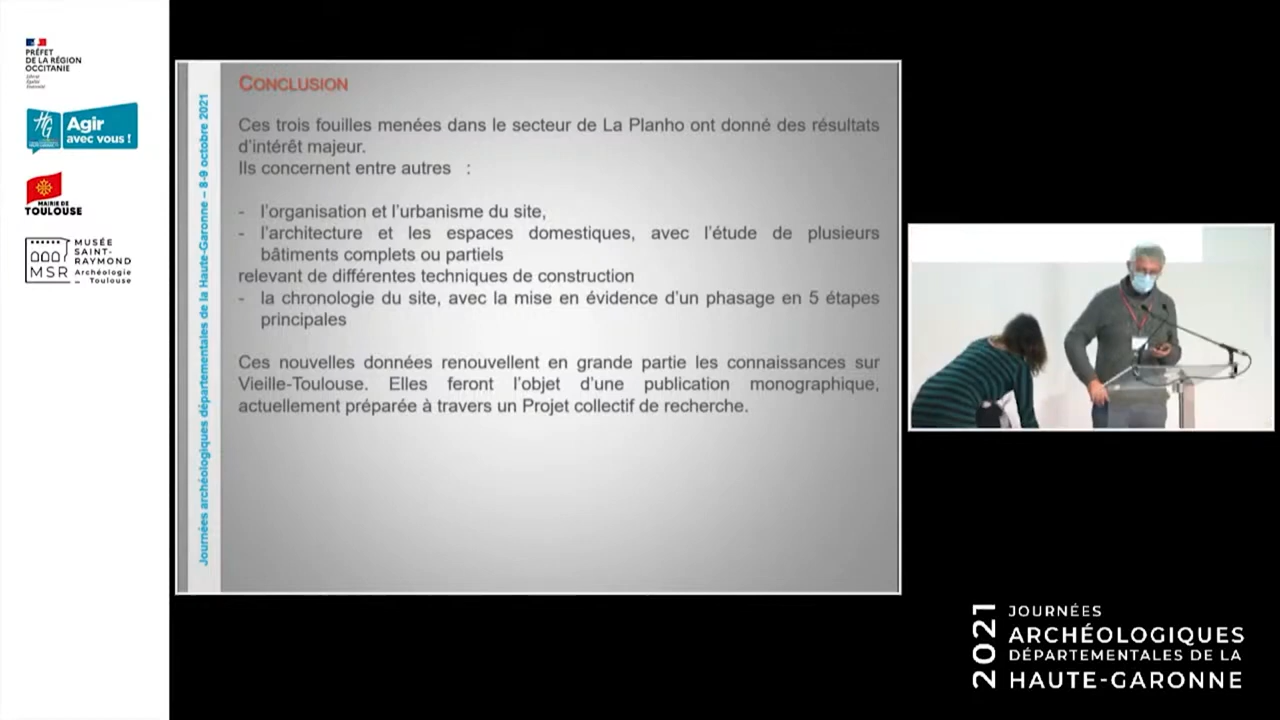 PRÉFET
DE LA RÉGION
OCCITANIE
Liberté
Égalité
Fraternité
HG
Agir
avec vous !
MAIRIE DE
TOULOUSE
MUSÉE
SAINT-
RAYMOND
MSR
Archéologie
Toulouse
Journées archéologiques départementales de la Haute-Garonne – 8-9 octobre 2021
CONCLUSION
Ces trois fouilles menées dans le secteur de La Planho ont donné des résultats
d'intérêt majeur.
Ils concernent entre autres :
- l'organisation et l'urbanisme du site,
- l'architecture et les espaces domestiques, avec l'étude de plusieurs
bâtiments complets ou partiels
relevant de différentes techniques de construction
- la chronologie du site, avec la mise en évidence d'un phasage en 5 étapes
principales
Ces nouvelles données renouvellent en grande partie les connaissances sur
Vieille-Toulouse. Elles feront l'objet d'une publication monographique,
actuellement préparée à travers un Projet collectif de recherche.
2021
JOURNÉES
ARCHÉOLOGIQUES
DÉPARTEMENTALES DE LA
HAUTE-GARONNE